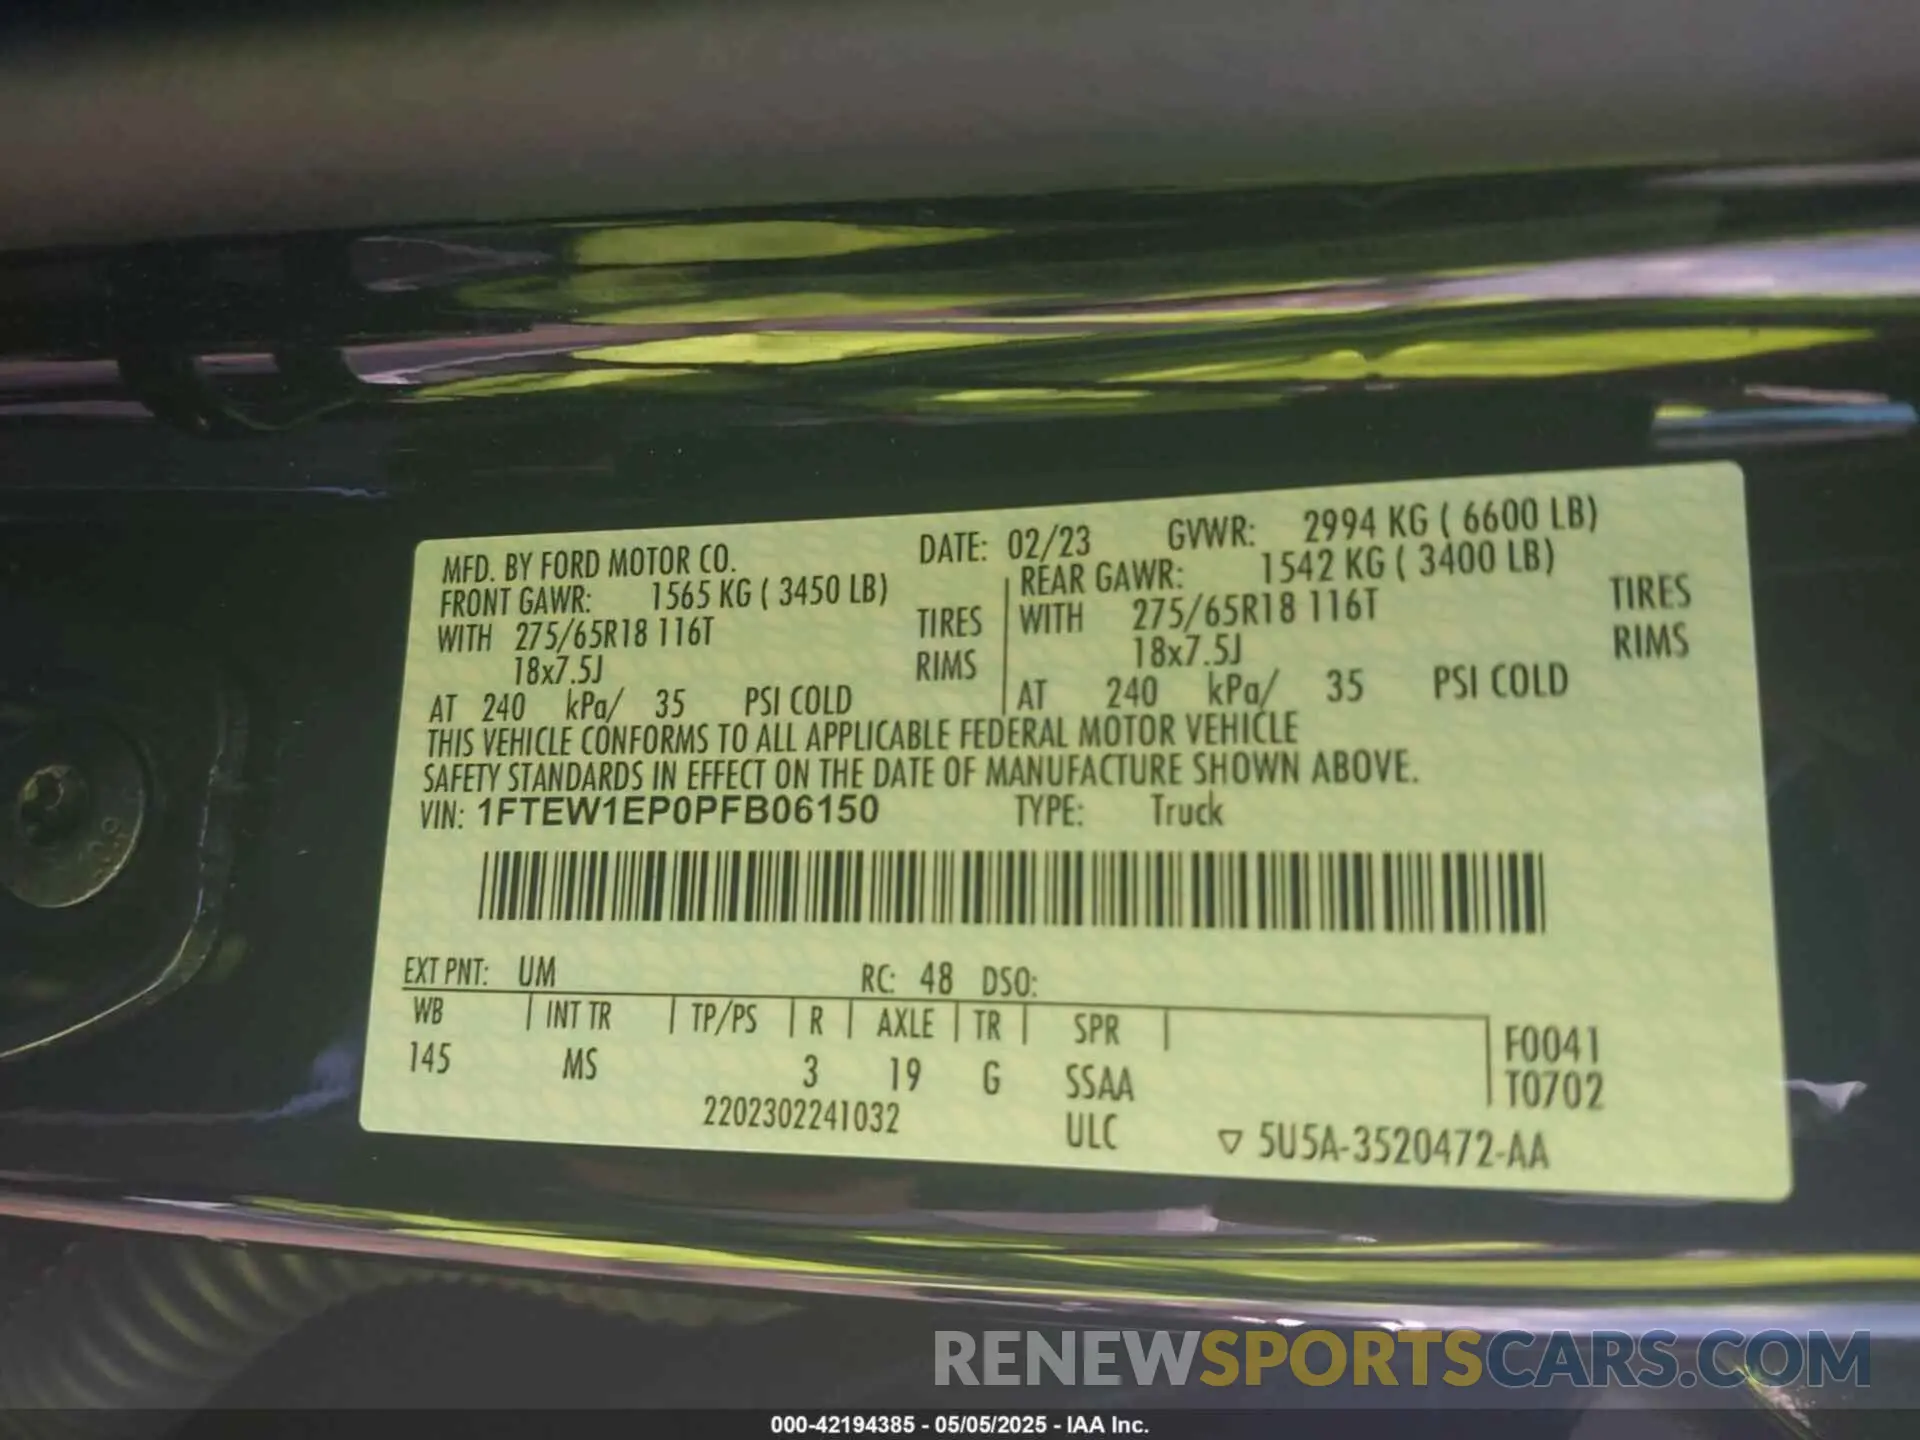 MFD. BY FORD MOTOR CO. DATE: 02/23 GVWR: 2994 KG ( 6600 LB)
FRONT GAWR: 1565 KG ( 3450 LB) REAR GAWR: 1542 KG ( 3400 LB)
WITH 275/65R18 116T TIRES WITH 275/65R18 116T TIRES
18x7.5J RIMS 18x7.5J RIMS
AT 240 kPa/ 35 PSI COLD AT 240 kPa/ 35 PSI COLD
THIS VEHICLE CONFORMS TO ALL APPLICABLE FEDERAL MOTOR VEHICLE
SAFETY STANDARDS IN EFFECT ON THE DATE OF MANUFACTURE SHOWN ABOVE.
VIN: 1FTEW1EP0PFB06150 TYPE: Truck
EXT PNT: UM RC: 48 DSO:
WB INT TR TP/PS R AXLE TR SPR F0041
145 MS 3 19 G SSAA T0702
2202302241032 ULC ▽ 5U5A-3520472-AA
RENEWSPORTSCARS.COM
000-42194385 - 05/05/2025 - IAA Inc.